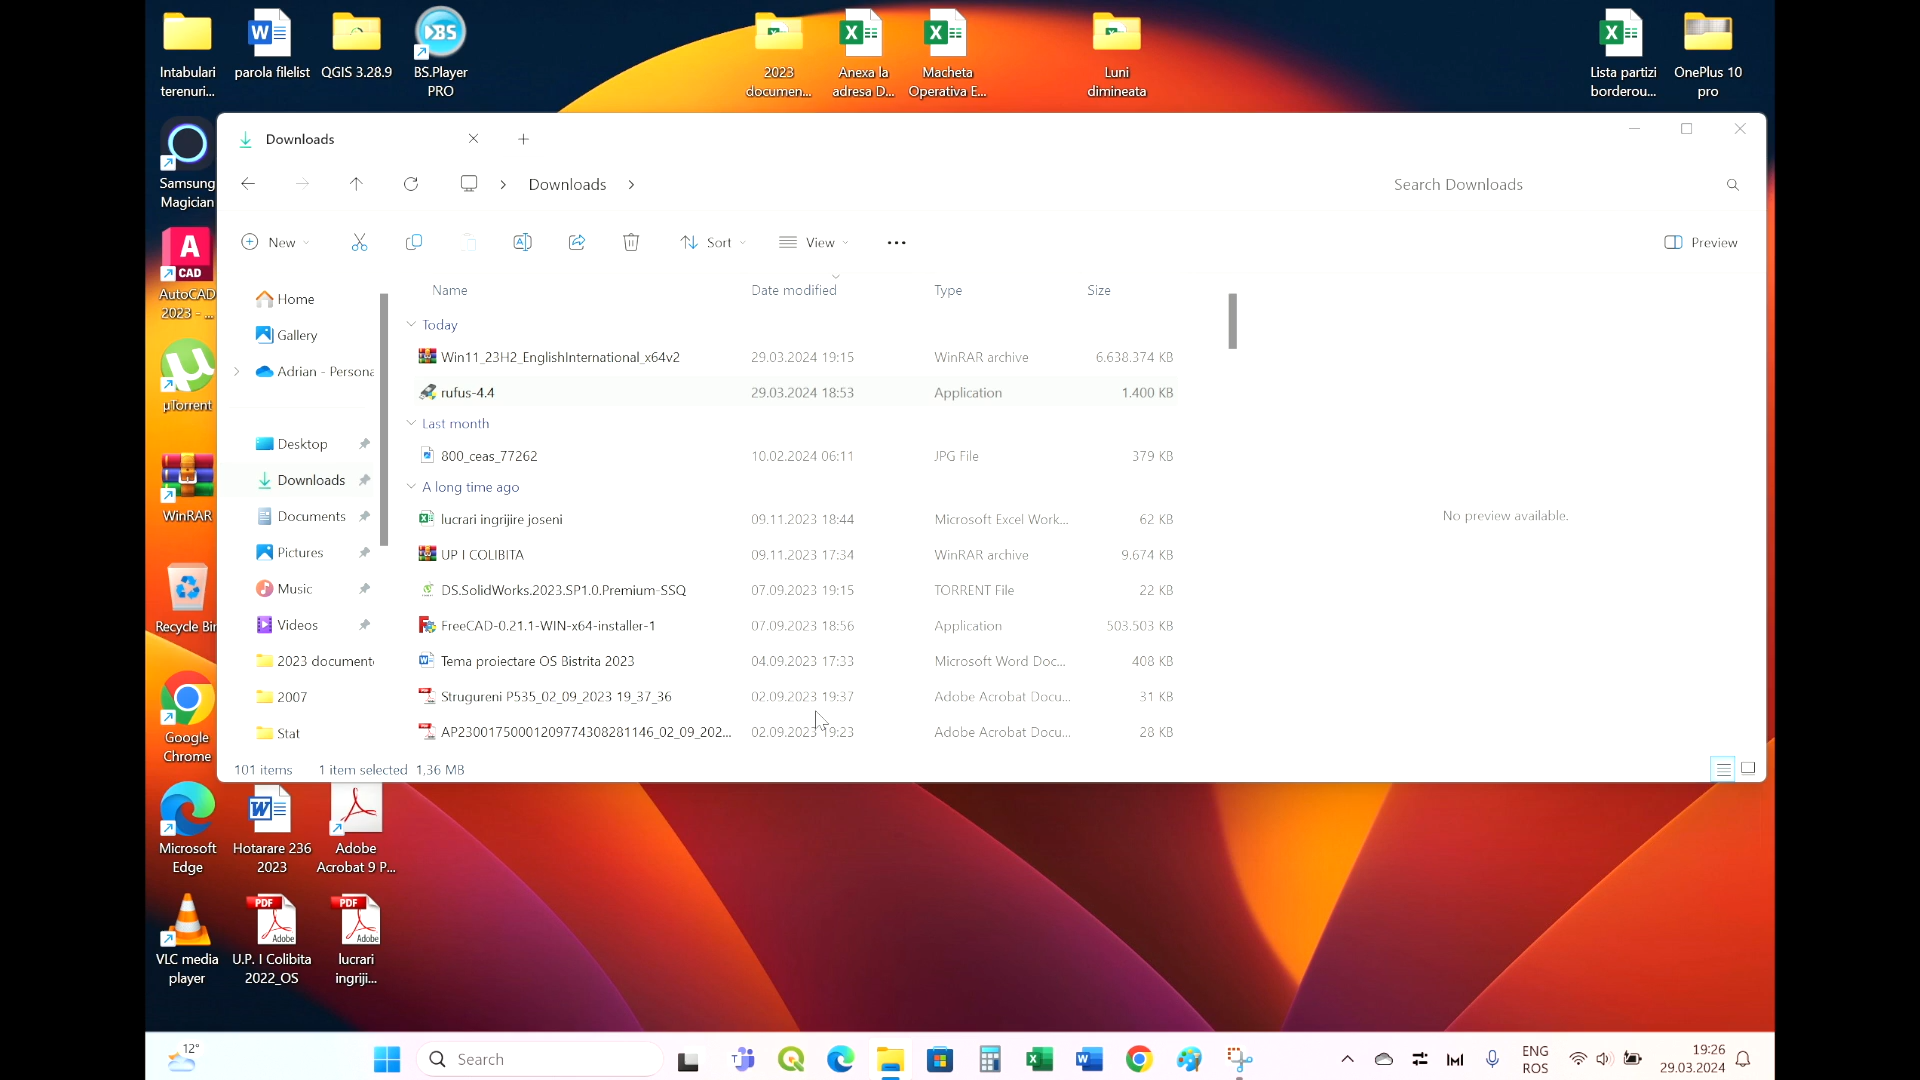 Intabulari
terenuri...
parola filelist
QGIS 3.28.9
BS.Player
PRO
2023
documen...
Anexa la
adresa D...
Macheta
Operativa E...
Luni
dimineata
Lista partizi
borderou...
OnePlus 10
pro
Samsung
Magician
AutoCAD
2023 - ...
µTorrent
WinRAR
Recycle Bin
Google
Chrome
Microsoft
Edge
Hotarare 236
2023
Adobe
Acrobat 9 P...
VLC media
player
U.P. I Colibita
2022_OS
lucrari
ingriji...
Downloads
Downloads
Search Downloads
New
Sort
View
Preview
Home
Gallery
Adrian - Persona
Desktop
Downloads
Documents
Pictures
Music
Videos
2023 document
2007
Stat
Name Date modified Type Size
Today
Win11_23H2_EnglishInternational_x64v2 29.03.2024 19:15 WinRAR archive 6.638.374 KB
rufus-4.4 29.03.2024 18:53 Application 1.400 KB
Last month
800_ceas_77262 10.02.2024 06:11 JPG File 379 KB
A long time ago
lucrari ingrijire joseni 09.11.2023 18:44 Microsoft Excel Work... 62 KB
UP I COLIBITA 09.11.2023 17:34 WinRAR archive 9.674 KB
DS.SolidWorks.2023.SP1.0.Premium-SSQ 07.09.2023 19:15 TORRENT File 22 KB
FreeCAD-0.21.1-WIN-x64-installer-1 07.09.2023 18:56 Application 503.503 KB
Tema proiectare OS Bistrita 2023 04.09.2023 17:33 Microsoft Word Doc... 408 KB
Strugureni P535_02_09_2023 19_37_36 02.09.2023 19:37 Adobe Acrobat Docu... 31 KB
AP23001750001209774308281146_02_09_202... 02.09.2023 19:23 Adobe Acrobat Docu... 28 KB
No preview available.
101 items 1 item selected 1,36 MB
12°
Search
ENG
ROS
19:26
29.03.2024